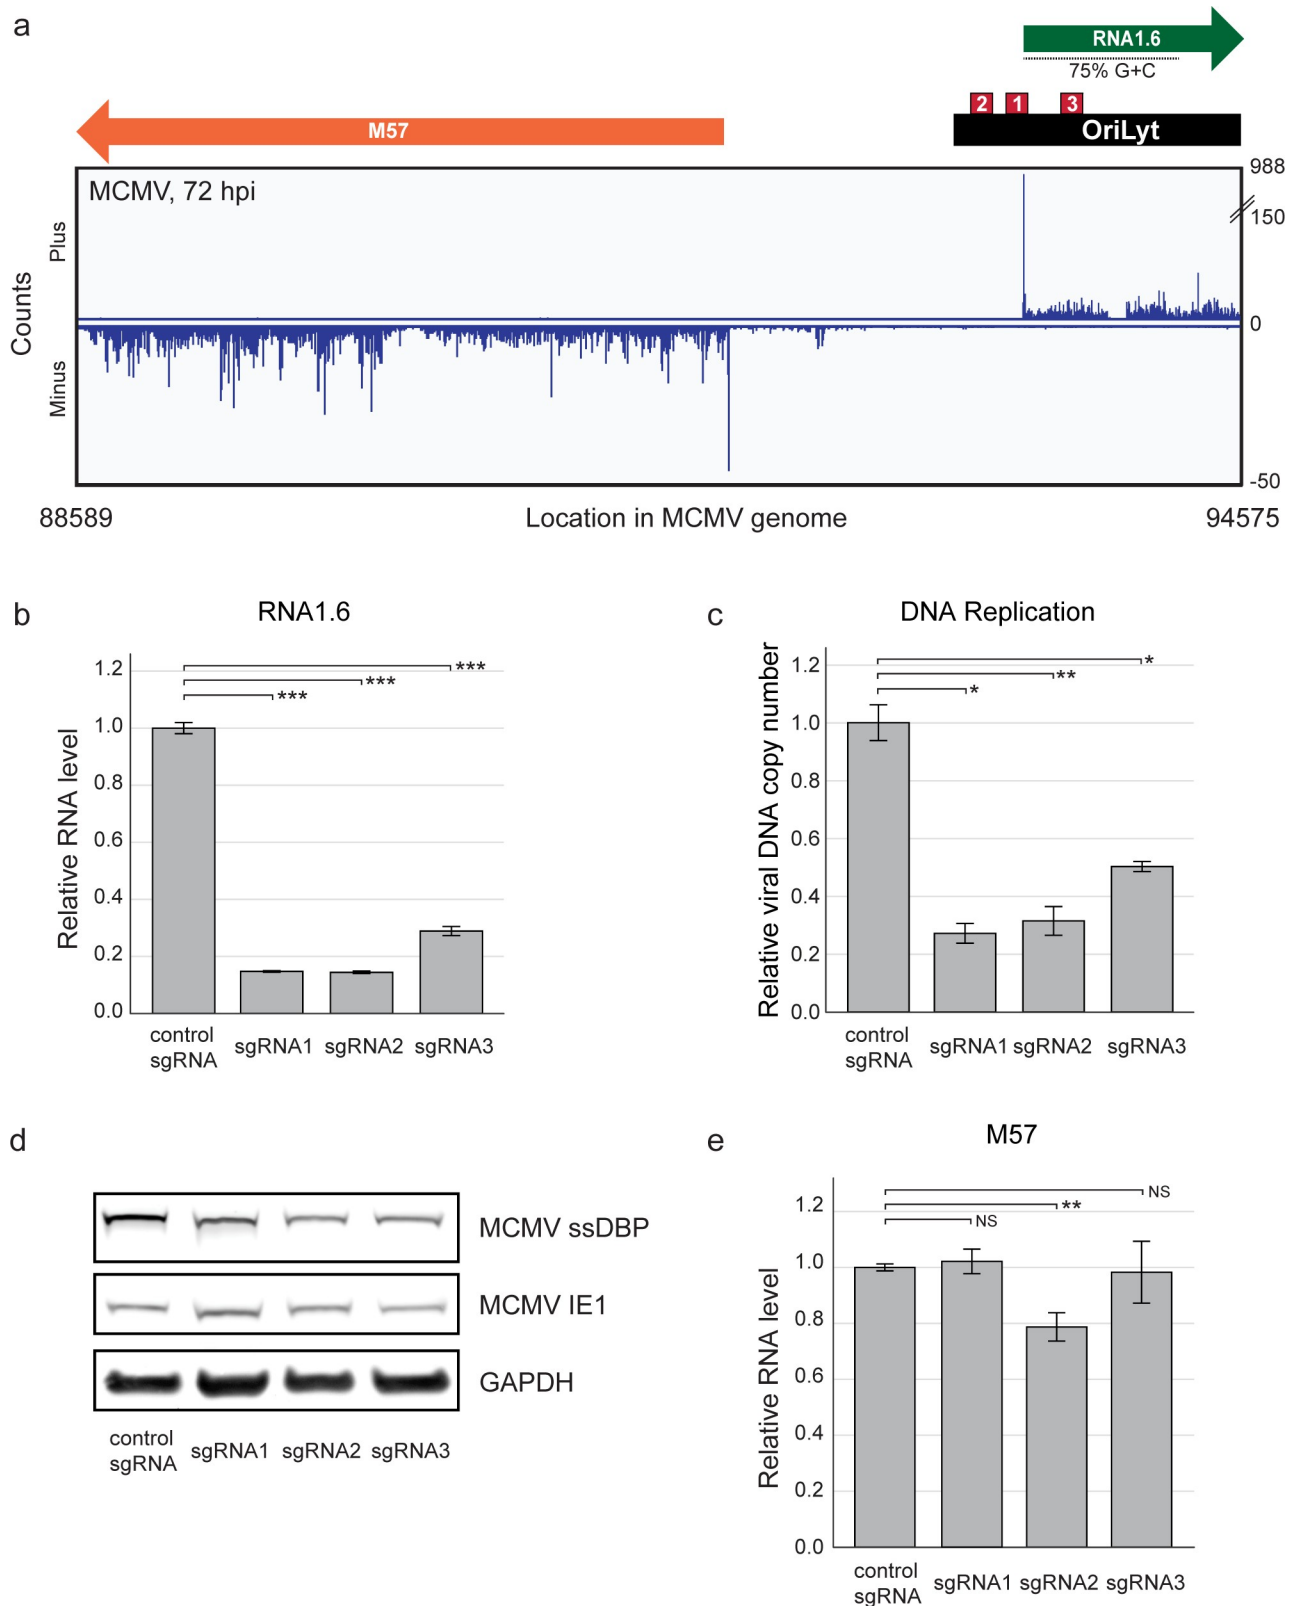 a
RNA1.6
75% G+C
2 1 3
M57
OriLyt
MCMV, 72 hpi
988
150
0
-50
Counts
Plus
Minus
88589
Location in MCMV genome
94575
b
RNA1.6
Relative RNA level
1.2
1.0
0.8
0.6
0.4
0.2
0.0
***
***
***
control
sgRNA
sgRNA1 sgRNA2 sgRNA3
c
DNA Replication
Relative viral DNA copy number
1.2
1.0
0.8
0.6
0.4
0.2
0.0
*
**
*
control
sgRNA
sgRNA1 sgRNA2 sgRNA3
d
MCMV ssDBP
MCMV IE1
GAPDH
control
sgRNA
sgRNA1 sgRNA2 sgRNA3
e
M57
Relative RNA level
1.2
1.0
0.8
0.6
0.4
0.2
0.0
NS
**
NS
control
sgRNA
sgRNA1 sgRNA2 sgRNA3